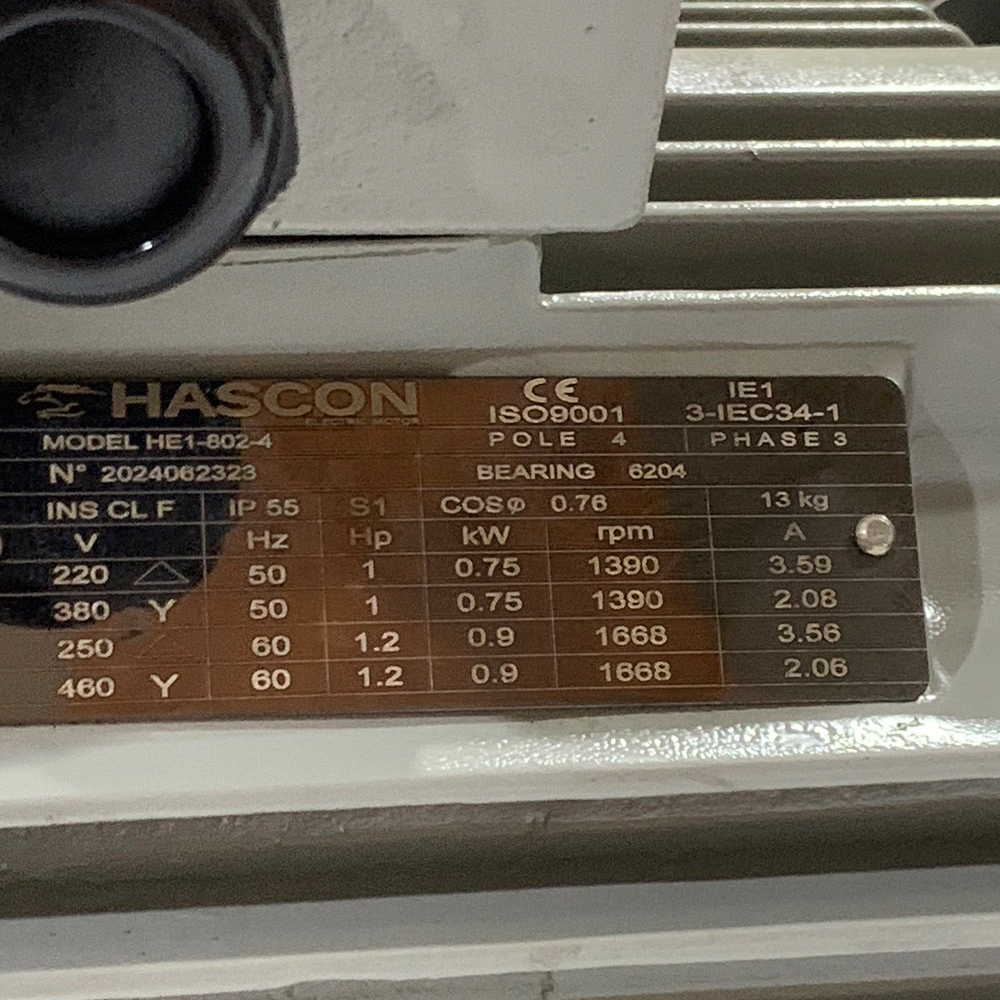 HASCON
ELECTRIC MOTOR
CE
ISO9001
IE1
3-IEC34-1
MODEL HE1-802-4
POLE 4
PHASE 3
N° 2024062323
BEARING 6204
INS CL F IP 55 S1 COSφ 0.76 13 kg
V Hz Hp kW rpm A
220 △ 50 1 0.75 1390 3.59
380 Y 50 1 0.75 1390 2.08
250 △ 60 1.2 0.9 1668 3.56
460 Y 60 1.2 0.9 1668 2.06